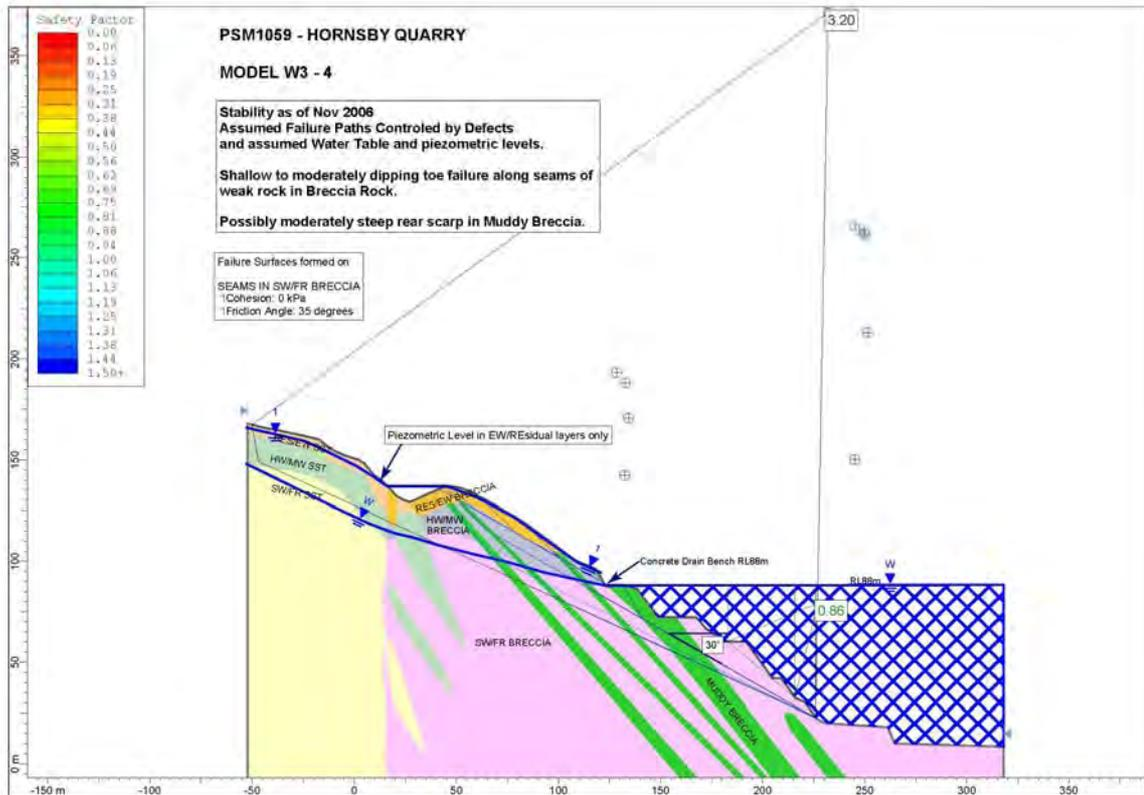 Safety Factor
0.00
0.13
0.19
0.25
0.31
0.38
0.44
0.50
0.56
0.63
0.69
0.75
0.81
0.88
0.94
1.00
1.06
1.13
1.19
1.25
1.31
1.38
1.44
1.50+
PSM1059 - HORNSBY QUARRY
MODEL W3 - 4
Stability as of Nov 2006
Assumed Failure Paths Controled by Defects
and assumed Water Table and piezometric levels.
Shallow to moderately dipping toe failure along seams of
weak rock in Breccia Rock.
Possibly moderately steep rear scarp in Muddy Breccia.
Failure Surfaces formed on
SEAMS IN SW/FR BRECCIA
Cohesion: 0 kPa
Friction Angle: 35 degrees
3.20
Piezometric Level in EW/REsidual layers only
1
RES/EW SST
HW/MW SST
SW/FR SST
W
RES/EW BRECCIA
HW/MW
BRECCIA
1
Concrete Drain Bench RL88m
RL88m
W
0.86
30°
SW/FR BRECCIA
MUDDY BRECCIA
350
300
250
200
150
100
50
0 m
-150 m
-100
-50
0
50
100
150
200
250
300
350